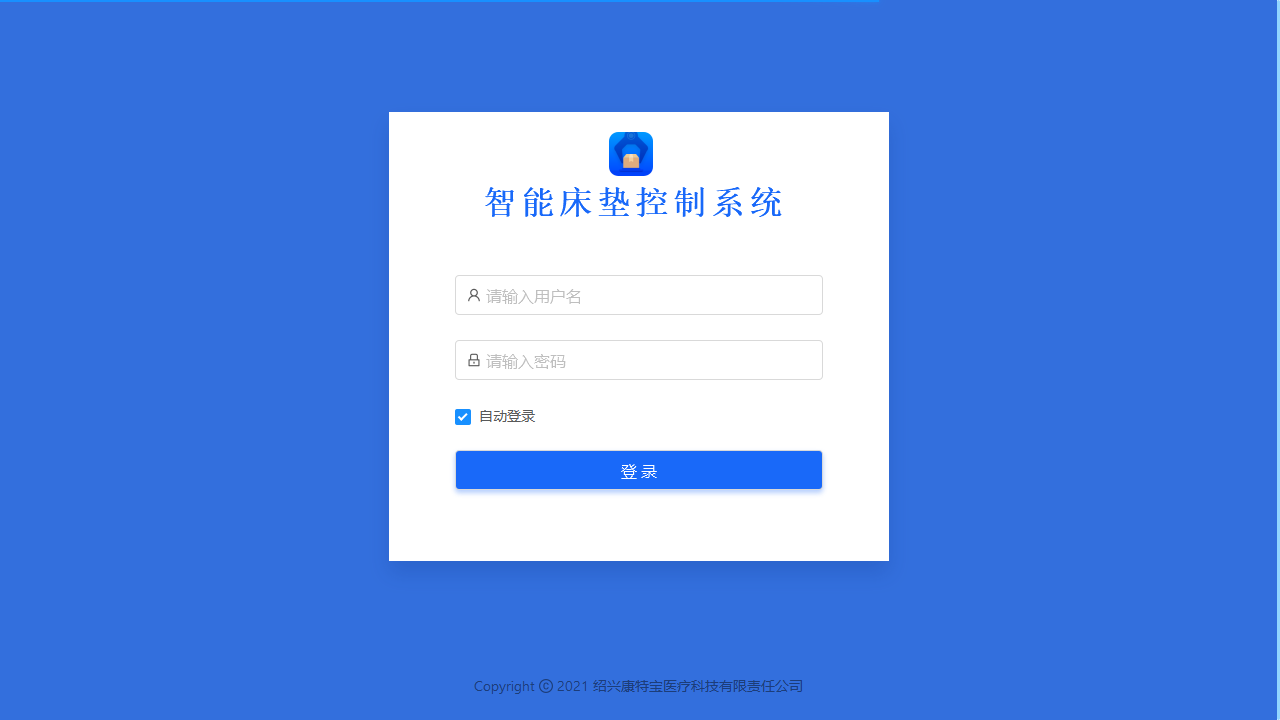 智能床垫控制系统
请输入用户名
请输入密码
自动登录
登 录
Copyright © 2021 绍兴康特宝医疗科技有限责任公司